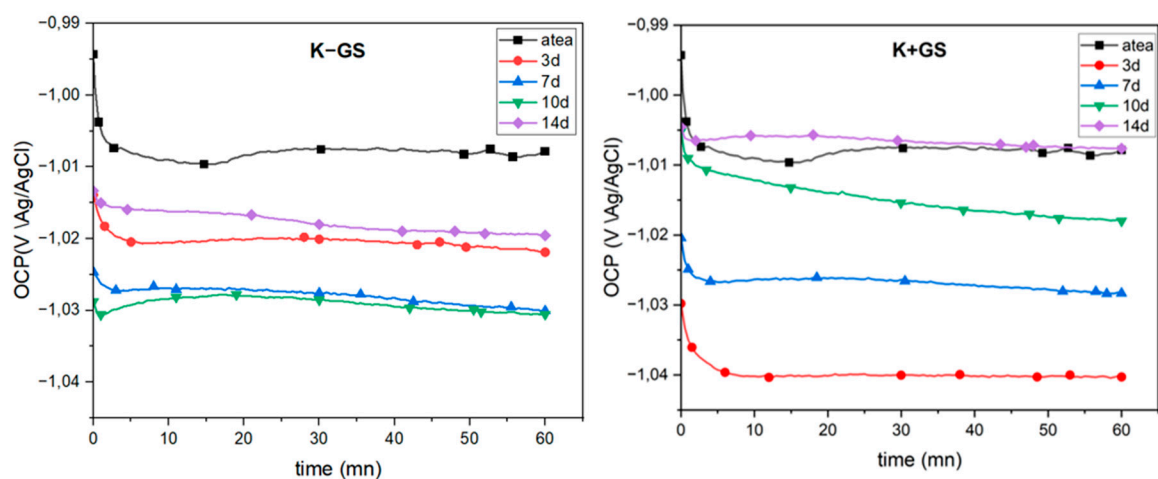 K−GS
atea
3d
7d
10d
14d
−0,99
−1,00
−1,01
−1,02
−1,03
−1,04
OCP(V \Ag/AgCl)
0 10 20 30 40 50 60
time (mn)
K+GS
atea
3d
7d
10d
14d
−0,99
−1,00
−1,01
−1,02
−1,03
−1,04
OCP (V \Ag/AgCl)
0 10 20 30 40 50 60
time (mn)